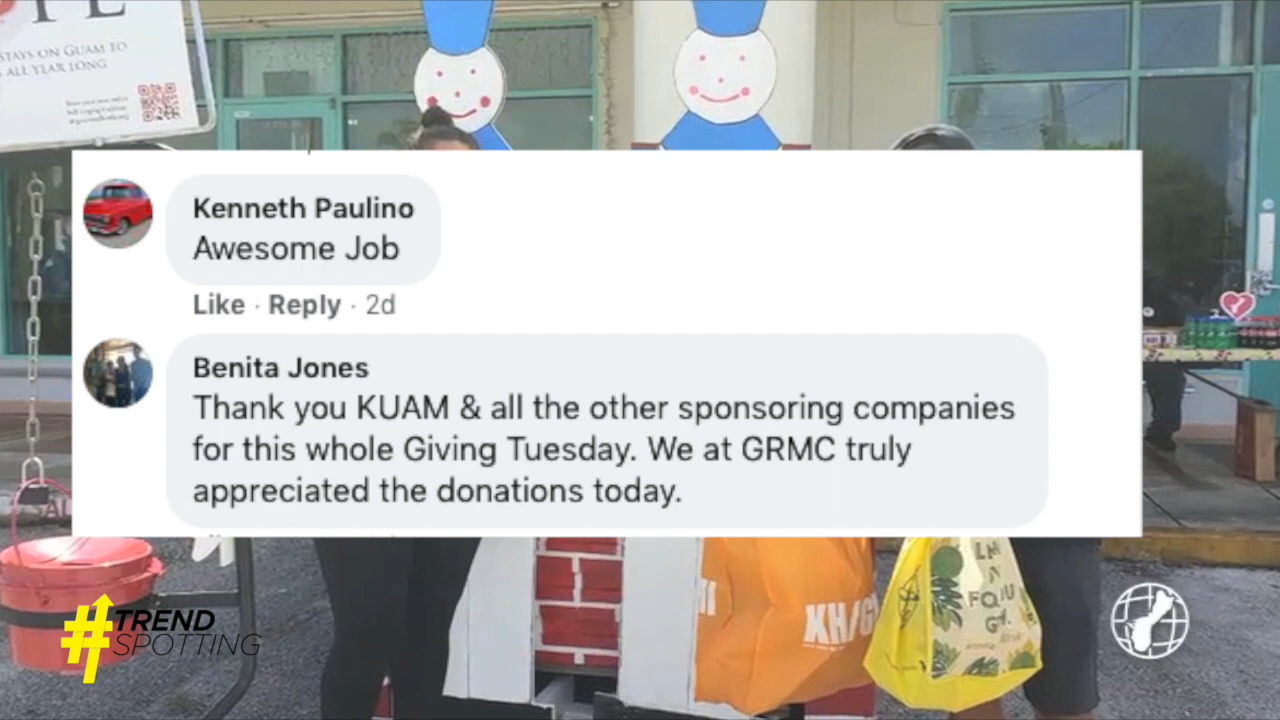 STAYS ON GUAM TO
ALL YEAR LONG
Kenneth Paulino
Awesome Job
Like · Reply · 2d
Benita Jones
Thank you KUAM & all the other sponsoring companies
for this whole Giving Tuesday. We at GRMC truly
appreciated the donations today.
KH/G
#TREND
SPOTTING